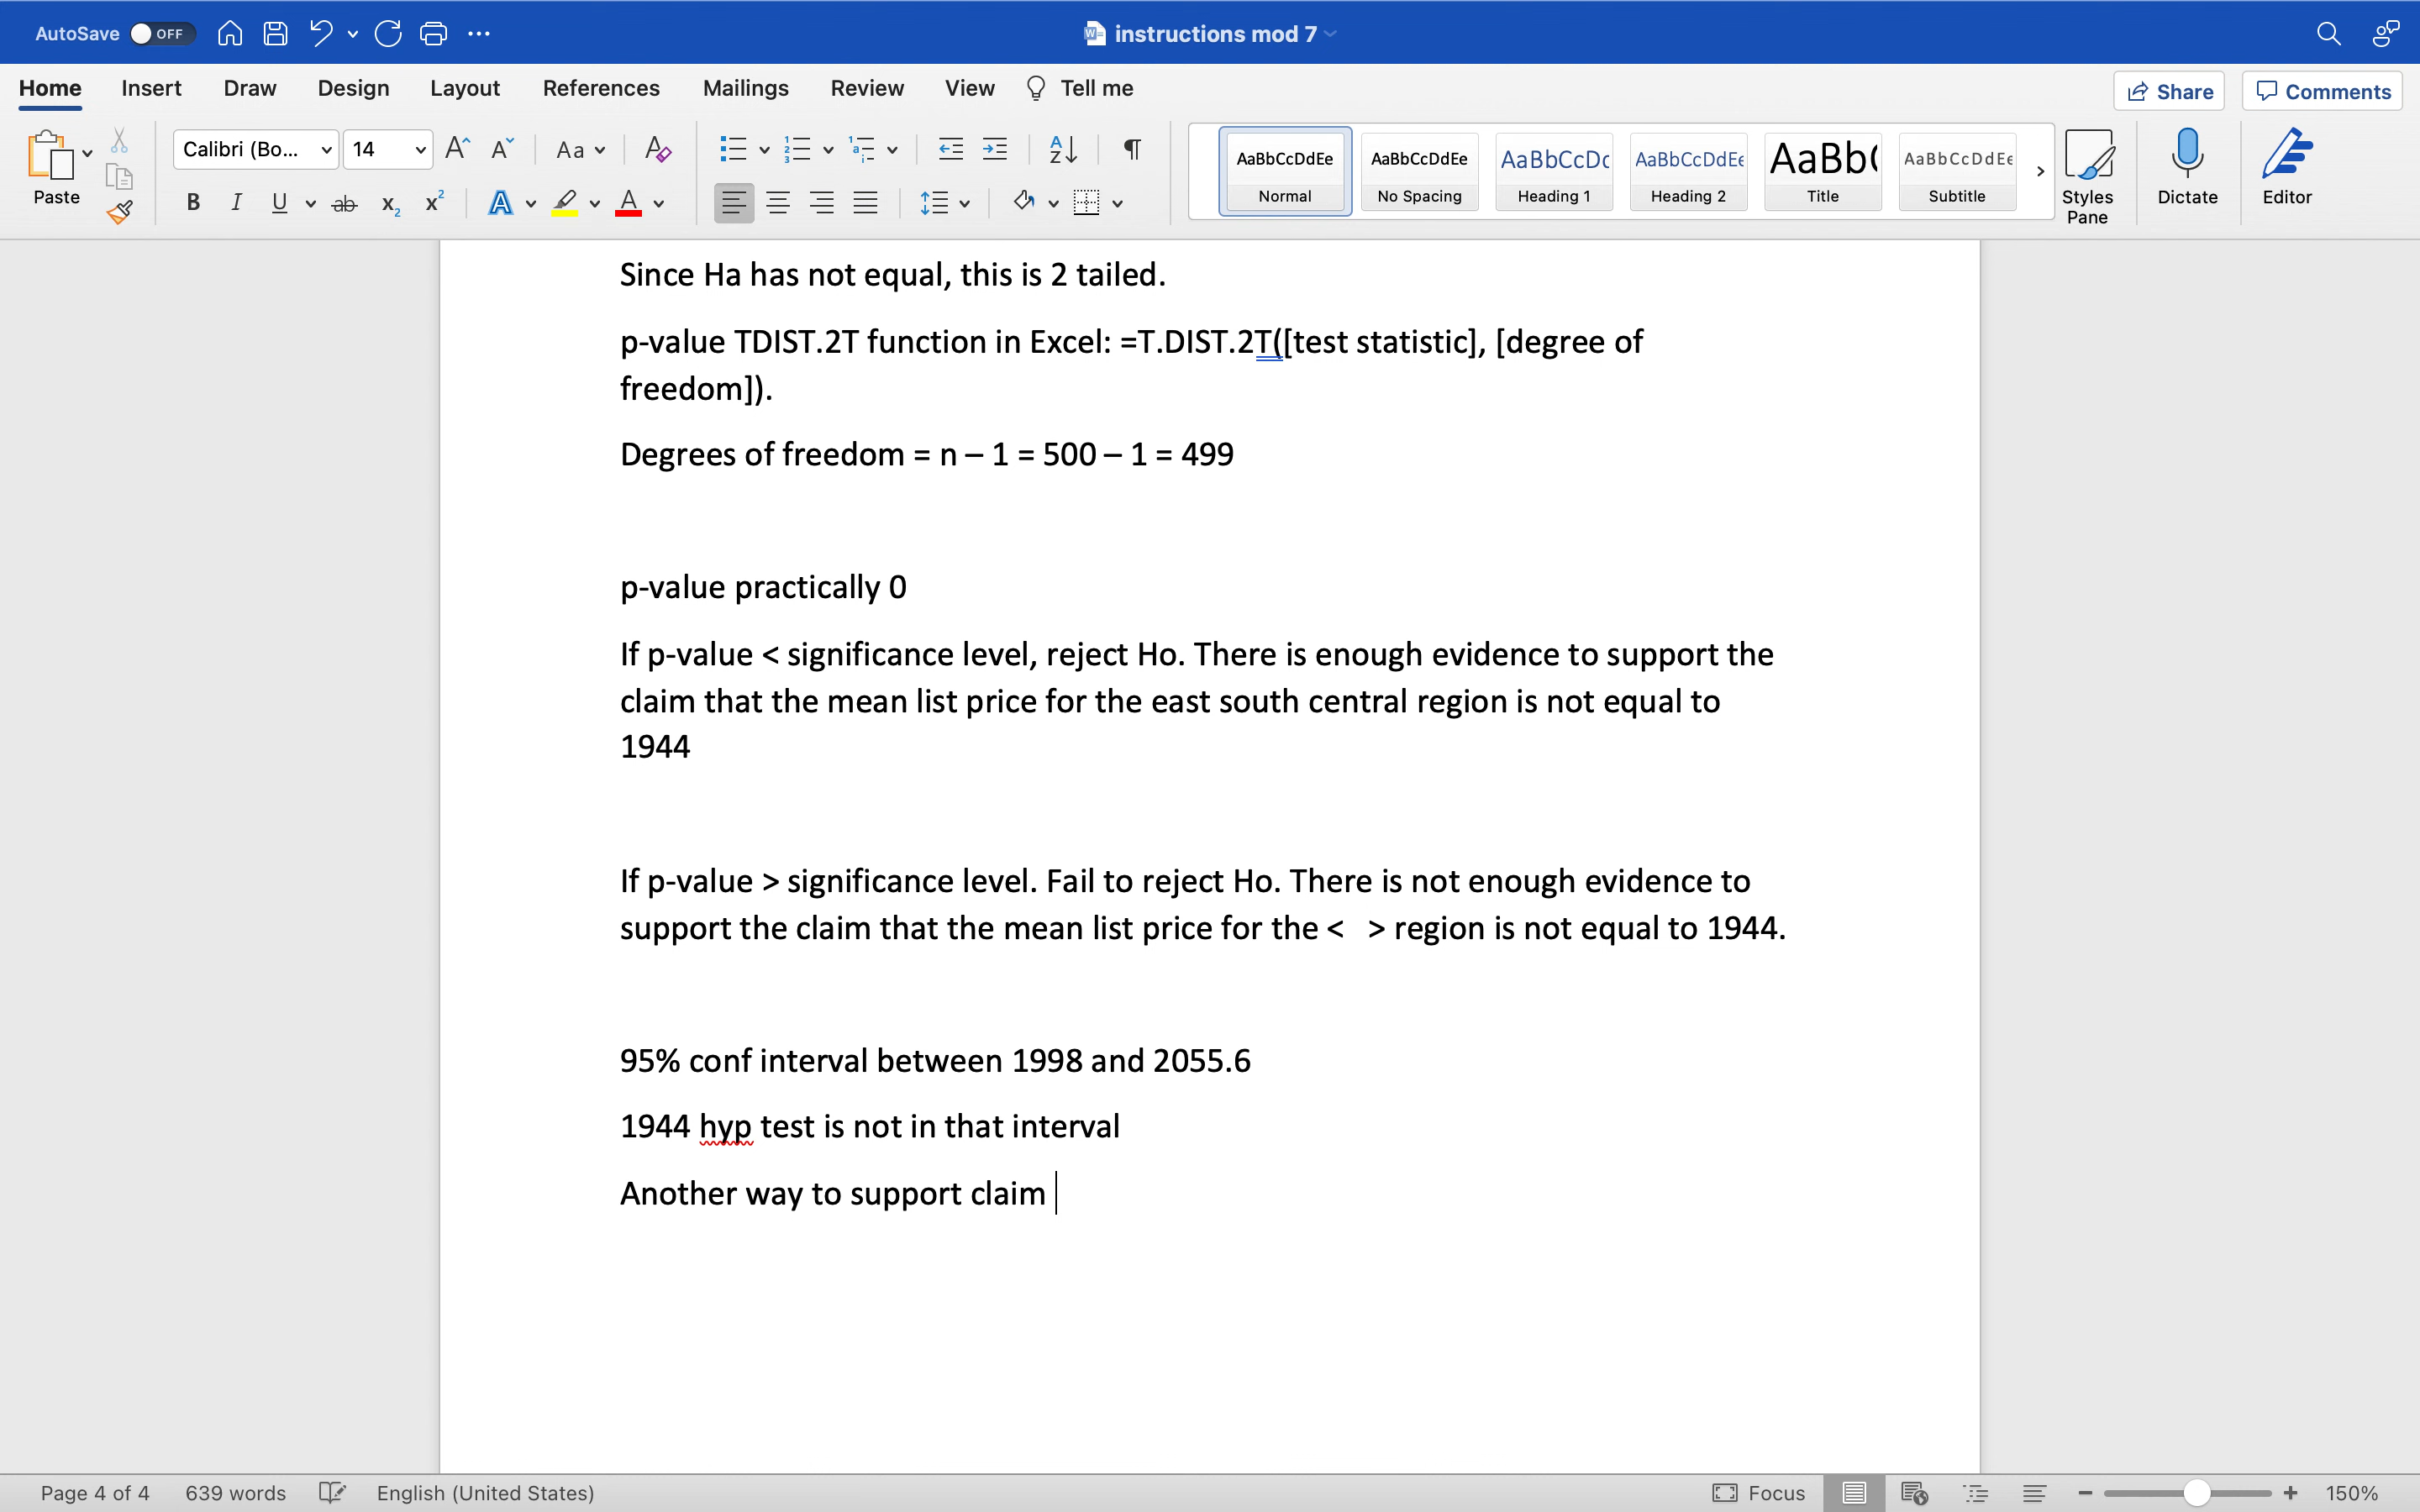 AutoSave OFF instructions mod 7
Home Insert Draw Design Layout References Mailings Review View Tell me Share Comments
Paste Calibri (Bo... 14 AaBbCcDdEe AaBbCcDdEe AaBbCcDc AaBbCcDdEe AaBb( AaBbCcDdEe
Normal No Spacing Heading 1 Heading 2 Title Subtitle Styles Pane Dictate Editor
Since Ha has not equal, this is 2 tailed.
p-value TDIST.2T function in Excel: =T.DIST.2T([test statistic], [degree of
freedom]).
Degrees of freedom = n – 1 = 500 – 1 = 499
p-value practically 0
If p-value < significance level, reject Ho. There is enough evidence to support the
claim that the mean list price for the east south central region is not equal to
1944
If p-value > significance level. Fail to reject Ho. There is not enough evidence to
support the claim that the mean list price for the <   > region is not equal to 1944.
95% conf interval between 1998 and 2055.6
1944 hyp test is not in that interval
Another way to support claim
Page 4 of 4 639 words English (United States) Focus 150%